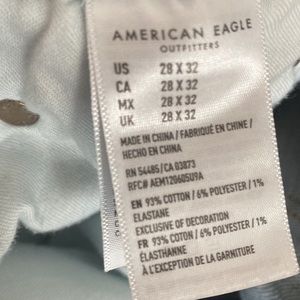 AMERICAN EAGLE
OUTFITTERS
US 28 X 32
CA 28 X 32
MX 28 X 32
UK 28 X 32
MADE IN CHINA / FABRIQUÉ EN CHINE /
HECHO EN CHINA
RN 54485/CA 03873
RFC# AEM120605U9A
EN 93% COTTON / 6% POLYESTER / 1%
ELASTANE
EXCLUSIVE OF DECORATION
FR 93% COTON / 6% POLYESTER / 1%
ÉLASTHANNE
À L'EXCEPTION DE LA GARNITURE